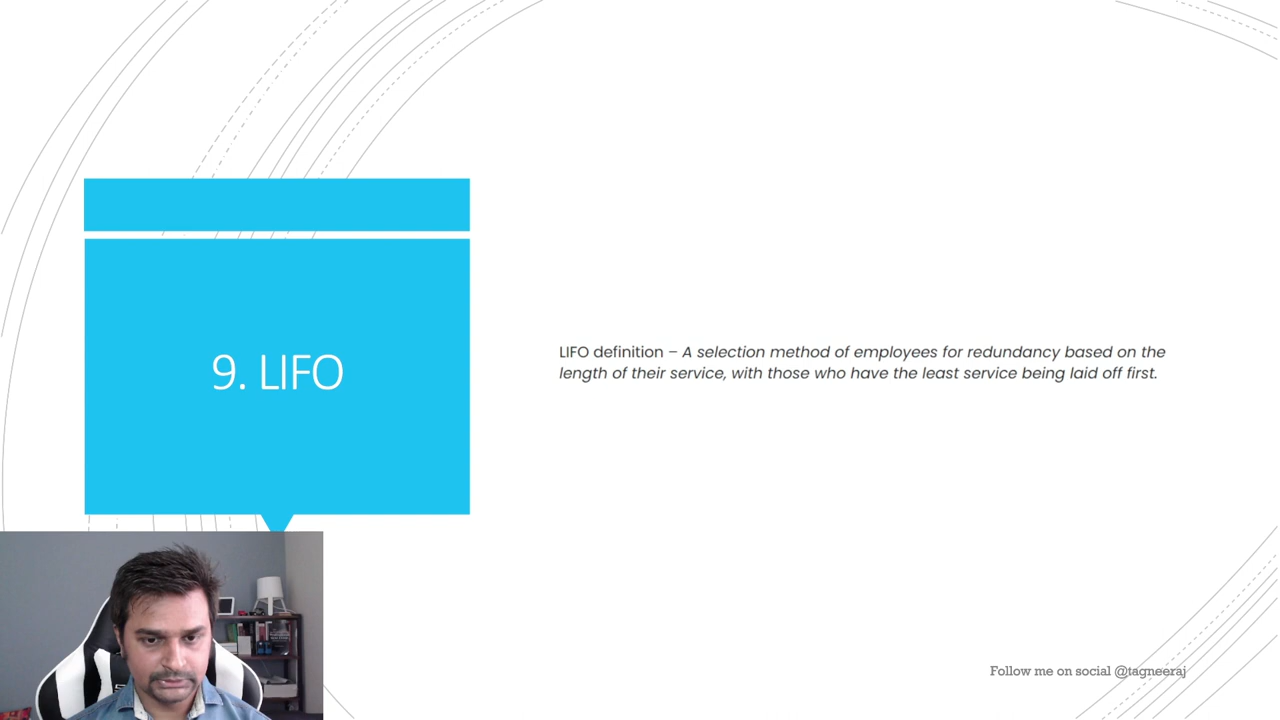 9. LIFO
LIFO definition – A selection method of employees for redundancy based on the
length of their service, with those who have the least service being laid off first.
Follow me on social @tagneeraj